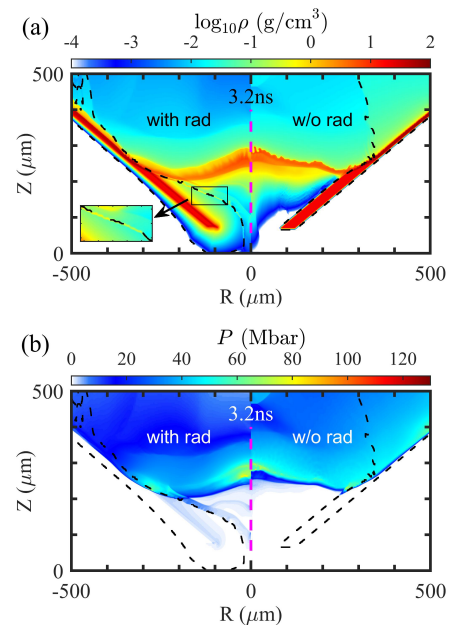 (a)
log₁₀ρ (g/cm³)
-4 -3 -2 -1 0 1 2
500
3.2ns
with rad w/o rad
Z (μm)
0
-500 0 500
R (μm)
(b)
P (Mbar)
0 20 40 60 80 100 120
500
3.2ns
with rad w/o rad
Z (μm)
0
-500 0 500
R (μm)